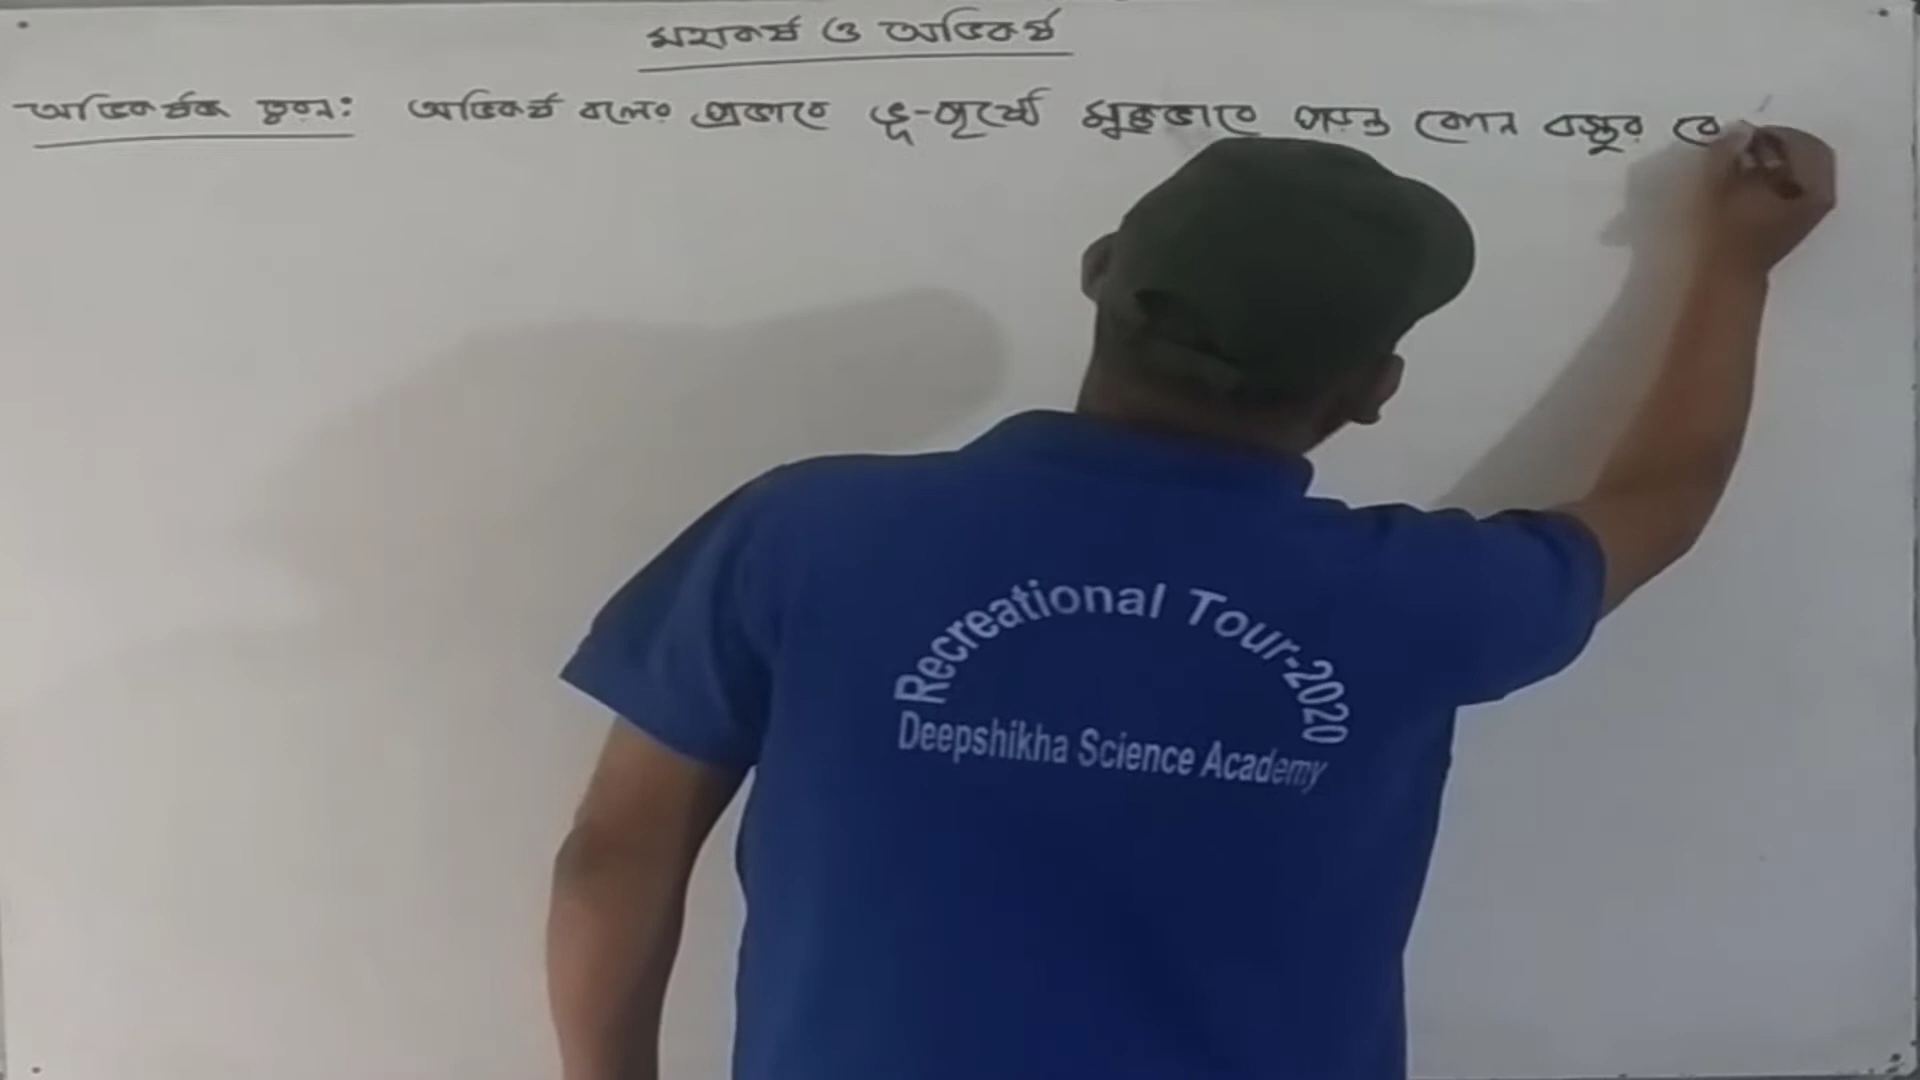 মহাকর্ষ ও অভিকর্ষ
অভিকর্ষজ ত্বরন: অভিকর্ষ বলের প্রভাবে ভূ-পৃষ্ঠে মুক্তভাবে পড়ন্ত কোন বস্তুর বে
Recreational Tour-2020
Deepshikha Science Academy